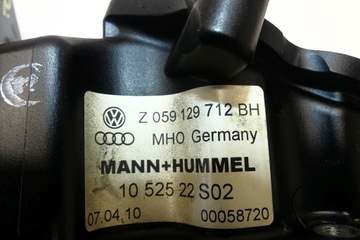 Z 059 129 712 BH
MHO Germany
MANN+HUMMEL
10 525 22 S02
07.04.10 00058720